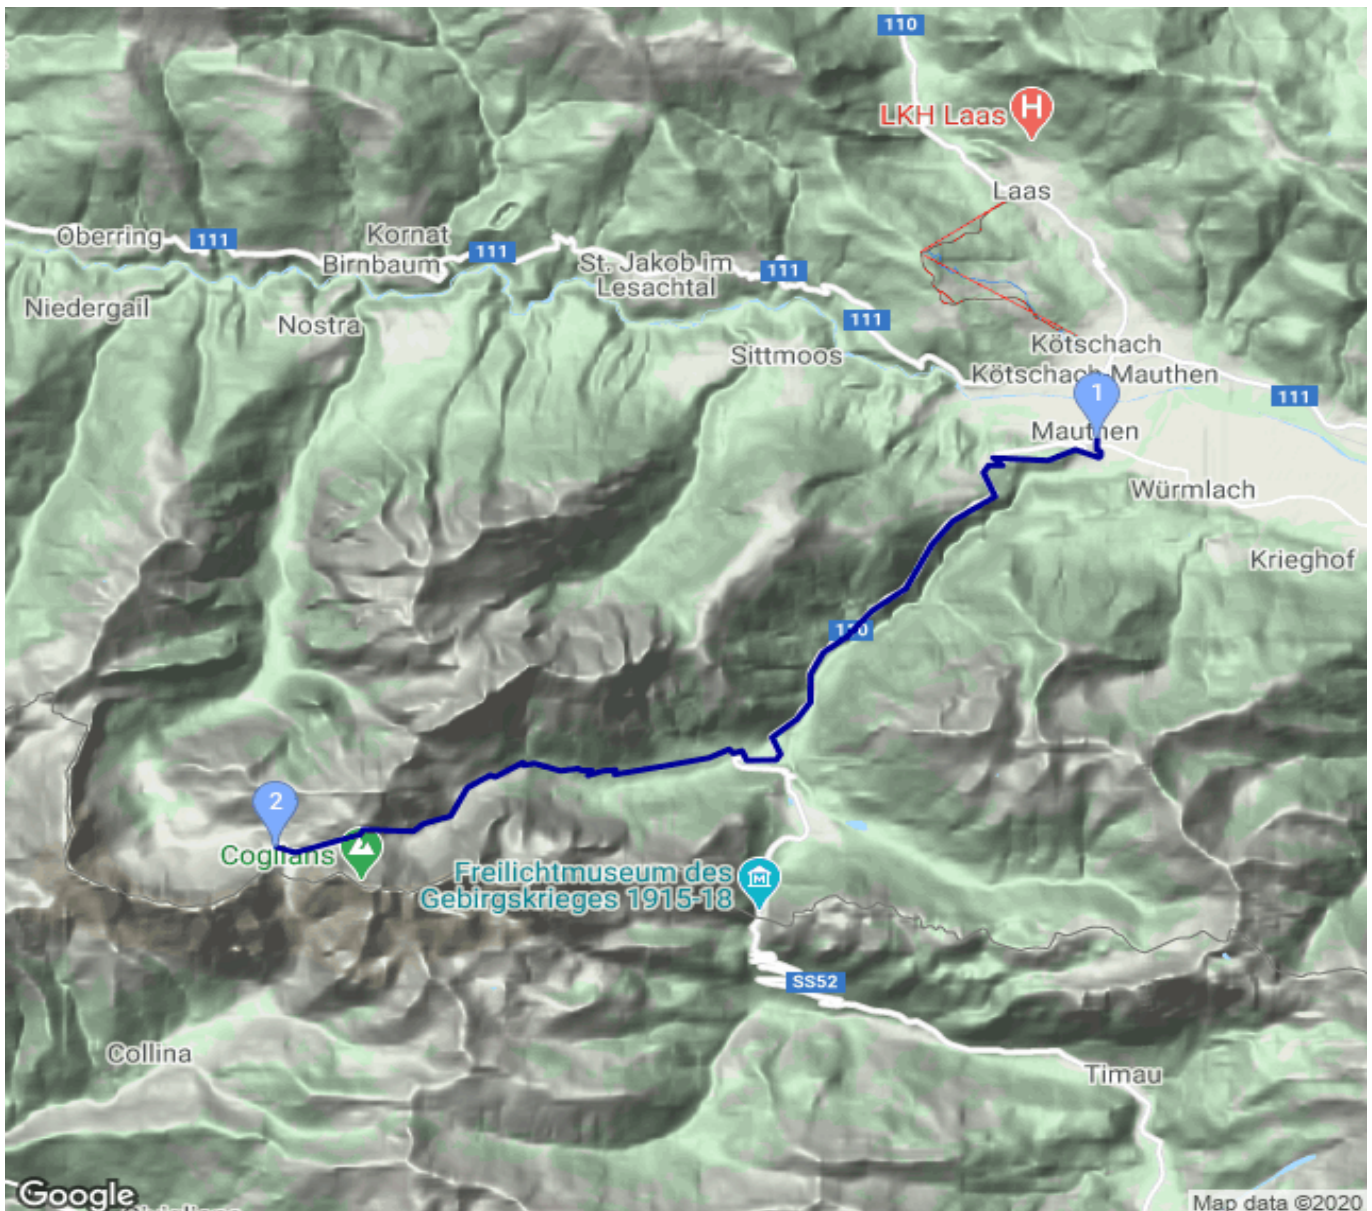 110
LKH Laas
H
Laas
Oberring
111
Kornat
Birnbaum
111
St. Jakob im
Lesachtal
111
111
Niedergail
Nostra
Sittmoos
Kötschach
Kötschach-Mauthen
111
1
Mauthen
Würmlach
Krieghof
110
2
Coglians
Freilichtmuseum des
Gebirgskrieges 1915-18
M
SS52
Collina
Timau
Google
Map data ©2020